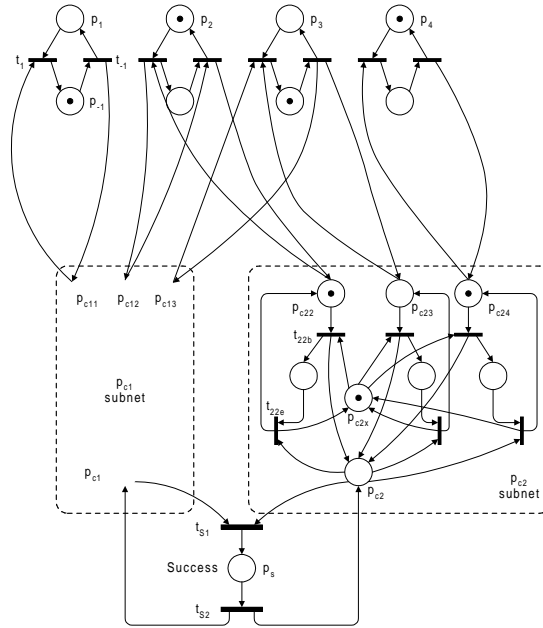 p1
p2
p3
p4
t1
t-1
p-1
pc11
pc12
pc13
pc22
pc23
pc24
t22b
pc1
subnet
t22e
pc2x
pc1
pc2
pc2
subnet
tS1
Success
ps
tS2